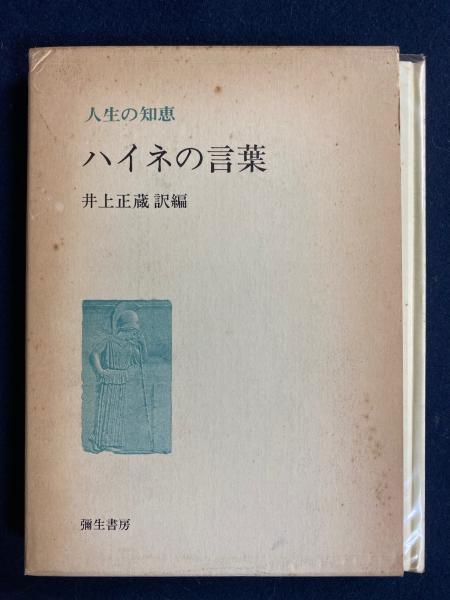 人生の知恵
ハイネの言葉
井上正蔵 訳編
彌生書房